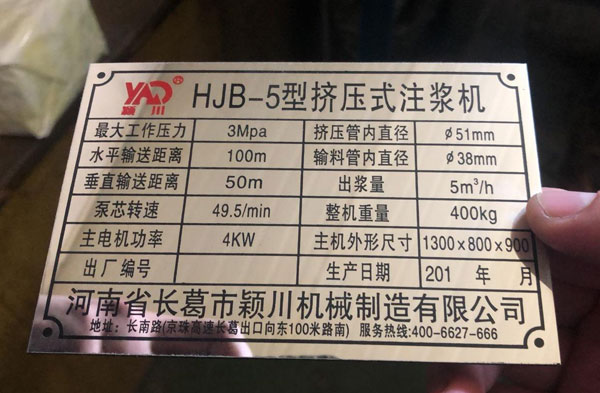 YAD 颍川 HJB-5型挤压式注浆机
最大工作压力 3Mpa 挤压管内直径 ø51mm
水平输送距离 100m 输料管内直径 ø38mm
垂直输送距离 50m 出浆量 5m³/h
泵芯转速 49.5/min 整机重量 400kg
主电机功率 4KW 主机外形尺寸 1300x800x900
出厂编号 生产日期 201 年 月
河南省长葛市颖川机械制造有限公司
地址：长南路(京珠高速长葛出口向东100米路南) 服务热线:400-6627-666